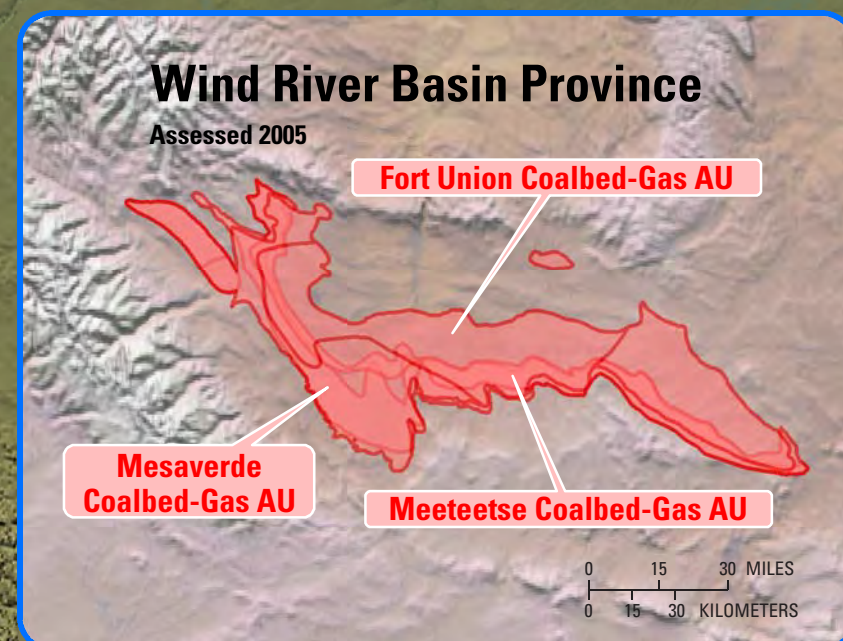 Wind River Basin Province
Assessed 2005
Fort Union Coalbed-Gas AU
Mesaverde
Coalbed-Gas AU
Meeteetse Coalbed-Gas AU
0 15 30 MILES
0 15 30 KILOMETERS